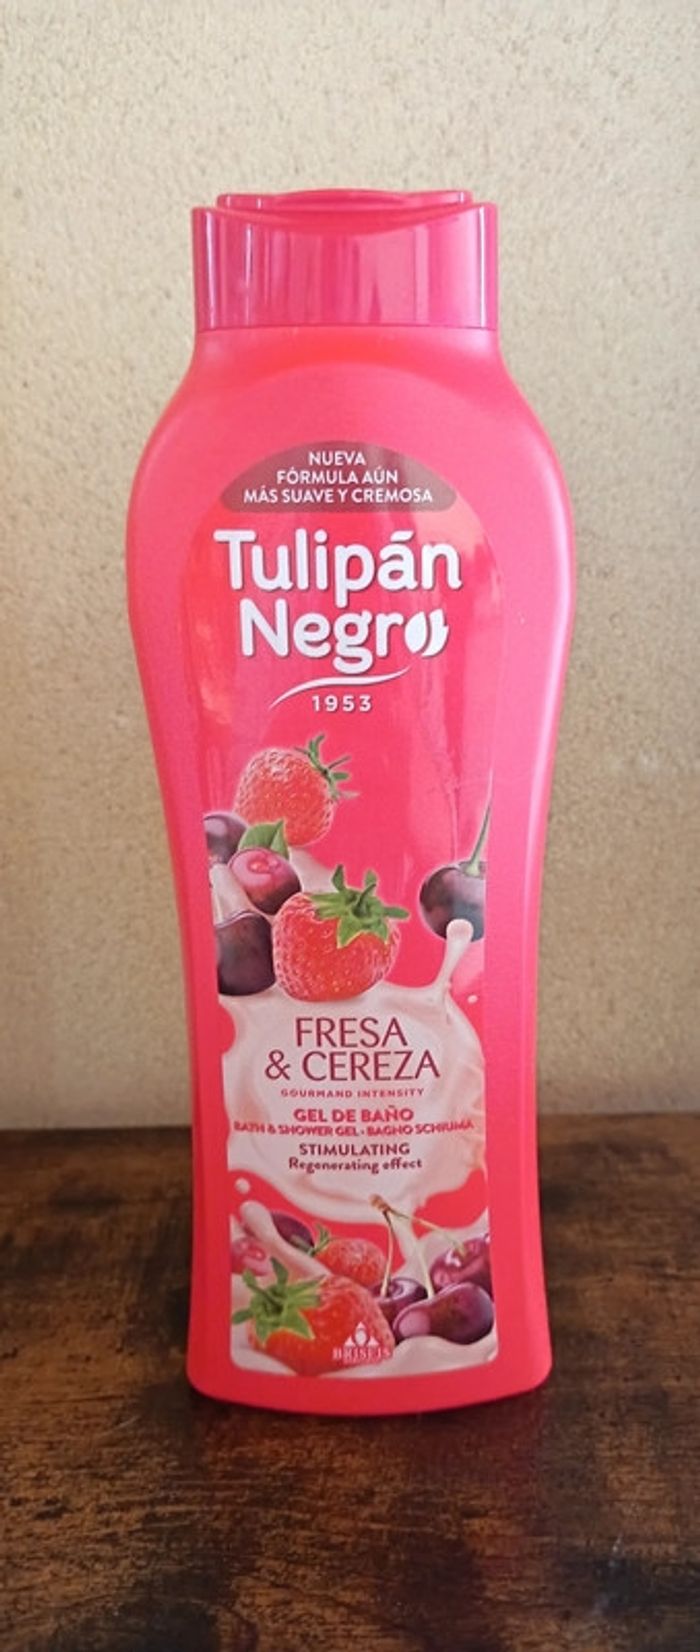 NUEVA
FÓRMULA AÚN
MÁS SUAVE Y CREMOSA
Tulipán
Negro
1953
FRESA
& CEREZA
GOURMAND INTENSITY
GEL DE BAÑO
BATH & SHOWER GEL - BAGNO SCHIUMA
STIMULATING
Regenerating effect
BRISEIS